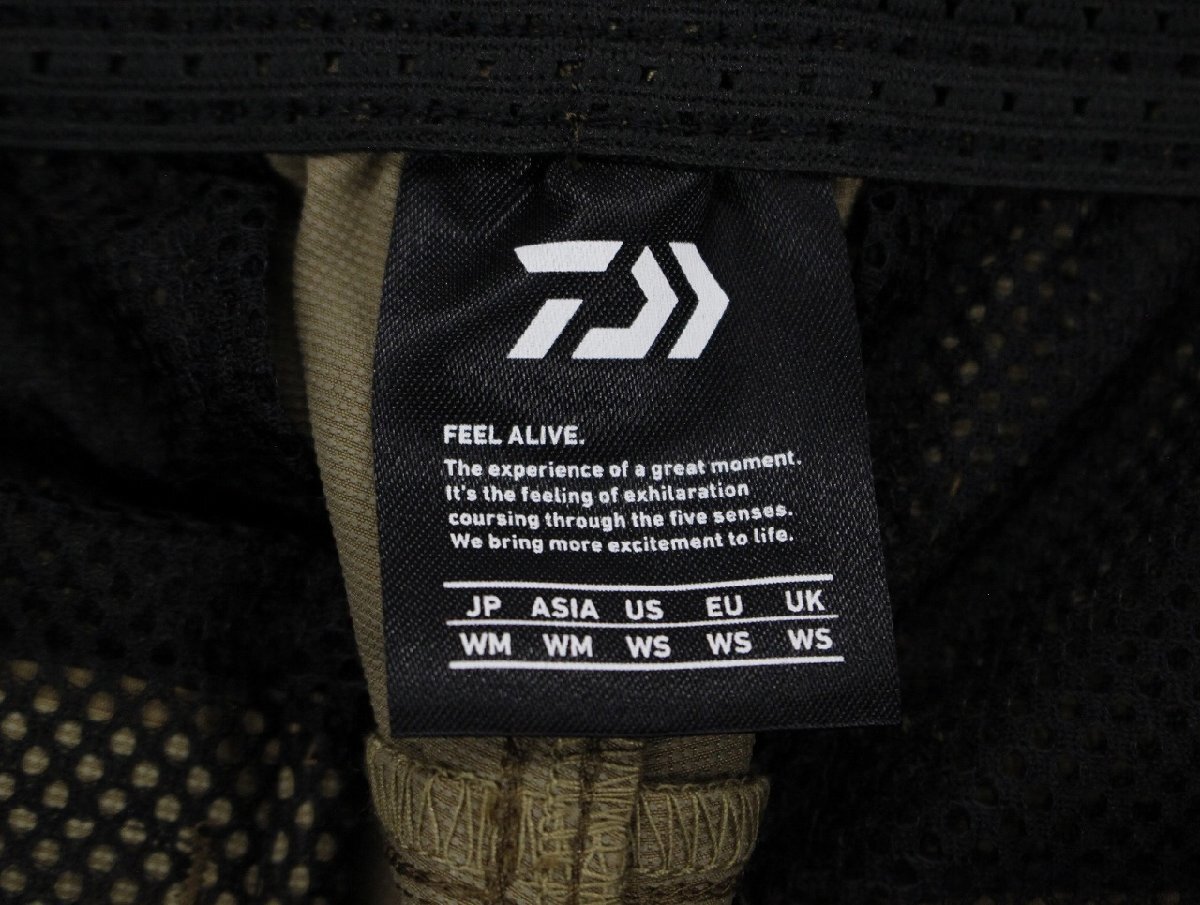 FEEL ALIVE.
The experience of a great moment.
It's the feeling of exhilaration
coursing through the five senses.
We bring more excitement to life.
JP ASIA US EU UK
WM WM WS WS WS